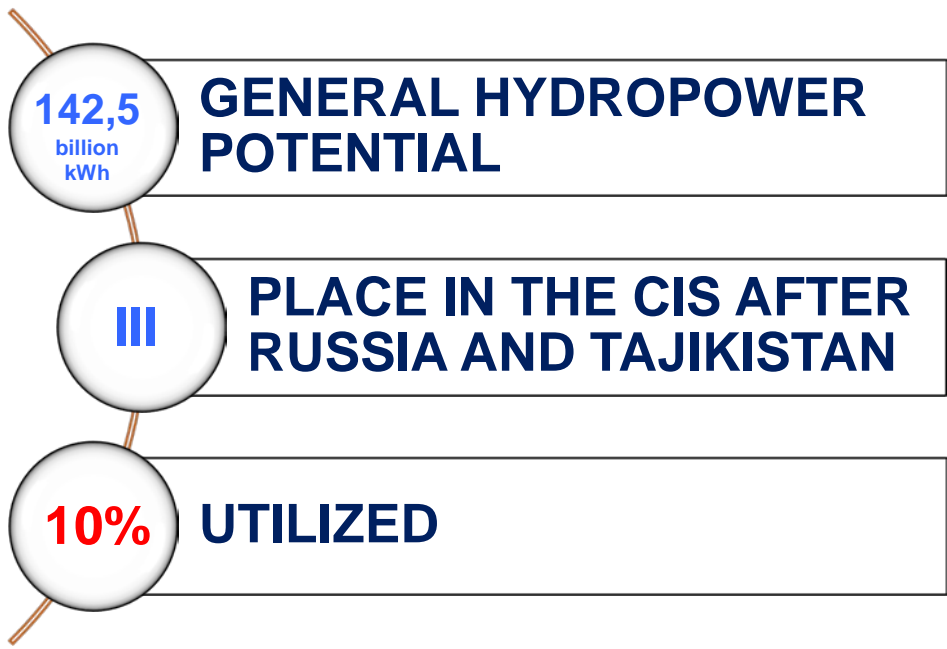 142,5
billion
kWh
GENERAL HYDROPOWER
POTENTIAL
III
PLACE IN THE CIS AFTER
RUSSIA AND TAJIKISTAN
10%
UTILIZED